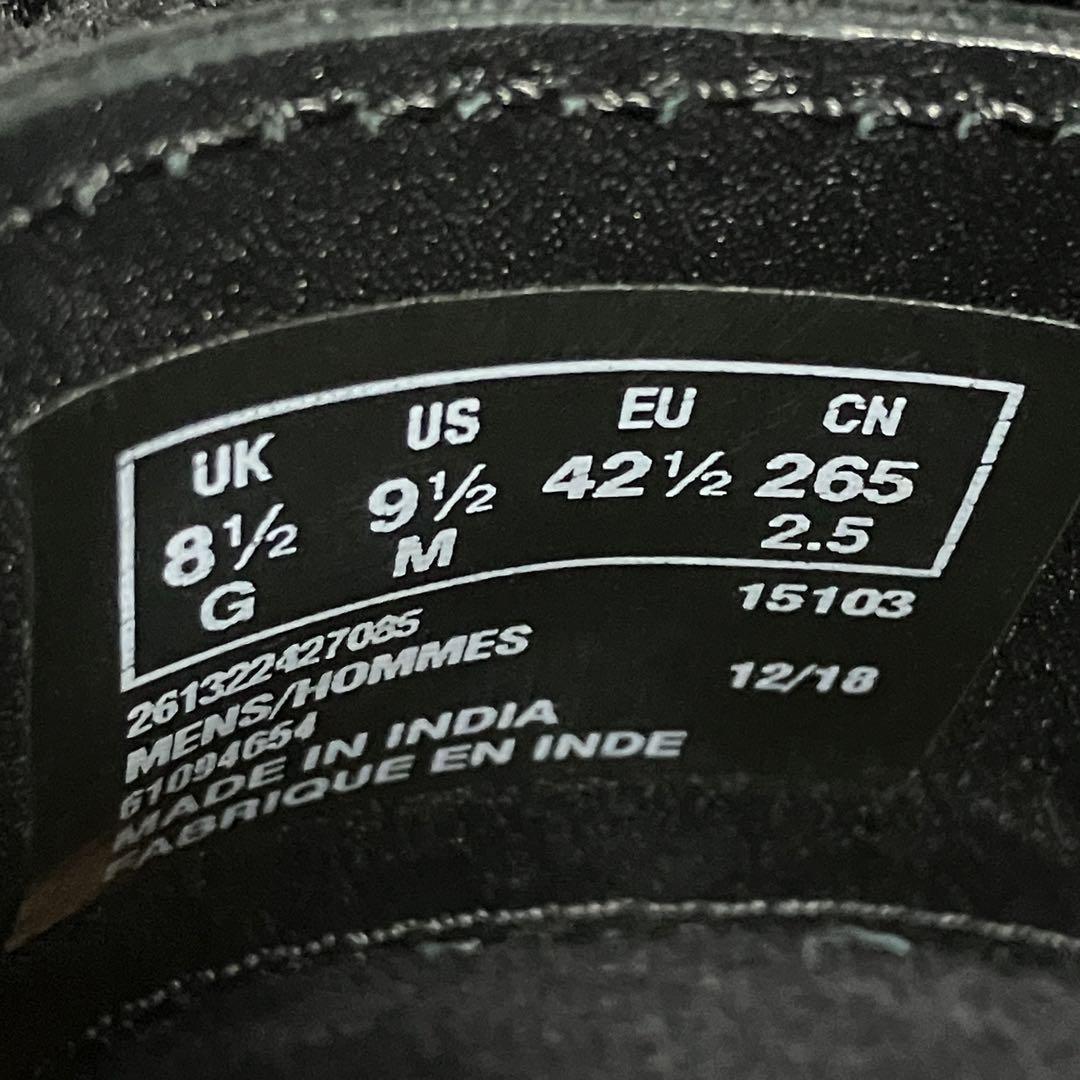 UK US EU CN
8½ 9½ 42½ 265
G M 2.5
261322427085 15103
MENS/HOMMES 12/18
61094654
MADE IN INDIA
FABRIQUE EN INDE